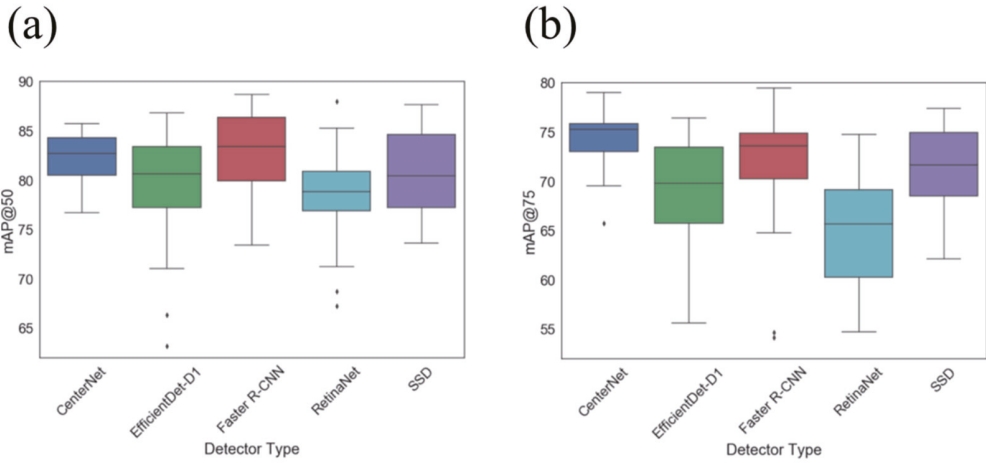 (a)
(b)
mAP@50
90
85
80
75
70
65
CenterNet
EfficientDet-D1
Faster R-CNN
RetinaNet
SSD
Detector Type
mAP@75
80
75
70
65
60
55
CenterNet
EfficientDet-D1
Faster R-CNN
RetinaNet
SSD
Detector Type